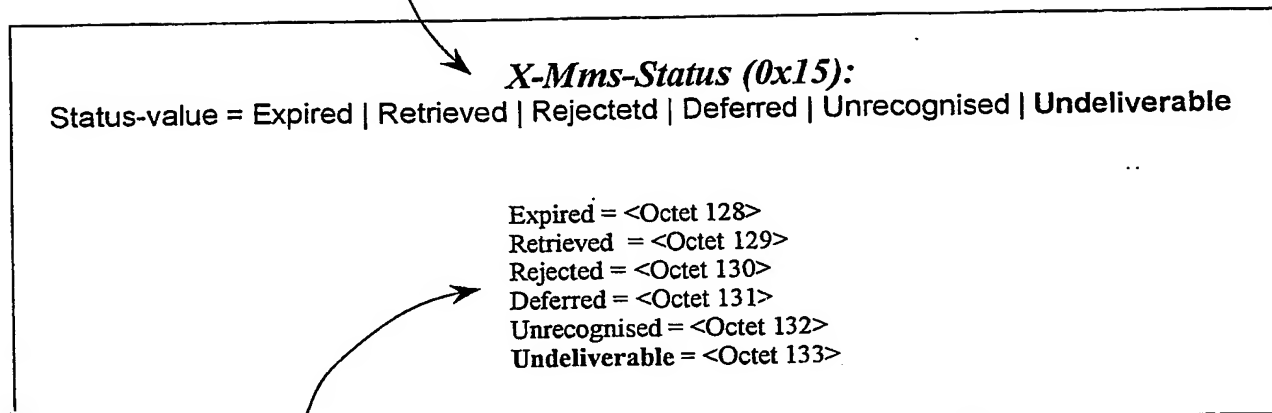 X-Mms-Status (0x15):
Status-value = Expired | Retrieved | Rejectetd | Deferred | Unrecognised | Undeliverable
Expired = <Octet 128>
Retrieved = <Octet 129>
Rejected = <Octet 130>
Deferred = <Octet 131>
Unrecognised = <Octet 132>
Undeliverable = <Octet 133>